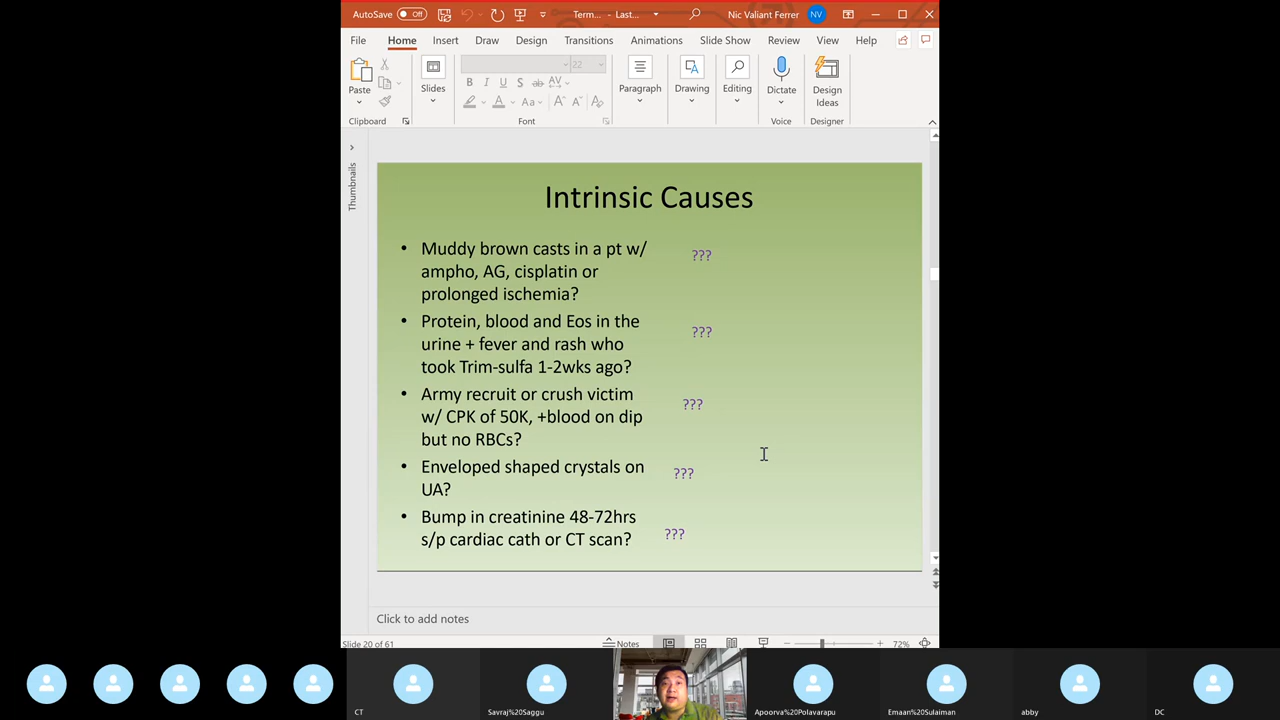 AutoSave Off Term... - Last... Nic Valiant Ferrer NV
File Home Insert Draw Design Transitions Animations Slide Show Review View Help
22
B I U S ab AV
Aa A A
Paste Slides Paragraph Drawing Editing Dictate Design Ideas
Clipboard Font Voice Designer
Thumbnails
Intrinsic Causes
• Muddy brown casts in a pt w/
ampho, AG, cisplatin or
prolonged ischemia?
???
• Protein, blood and Eos in the
urine + fever and rash who
took Trim-sulfa 1-2wks ago?
???
• Army recruit or crush victim
w/ CPK of 50K, +blood on dip
but no RBCs?
???
• Enveloped shaped crystals on
UA?
???
• Bump in creatinine 48-72hrs
s/p cardiac cath or CT scan?
???
Click to add notes
Slide 20 of 61 Notes 72%
CT Savraj%20Saggu Apoorva%20Polavarapu Emaan%20Sulaiman abby DC